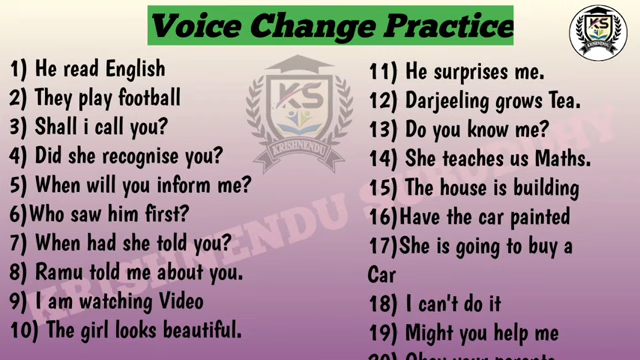 Voice Change Practice
KS
KRISHNENDU
1) He read English
2) They play football
3) Shall i call you?
4) Did she recognise you?
5) When will you inform me?
6)Who saw him first?
7) When had she told you?
8) Ramu told me about you.
9) I am watching Video
10) The girl looks beautiful.
KS
KRISHNENDU
KRISHNENDU
11) He surprises me.
12) Darjeeling grows Tea.
13) Do you know me?
14) She teaches us Maths.
15) The house is building
16)Have the car painted
17)She is going to buy a
Car
18) I can't do it
19) Might you help me